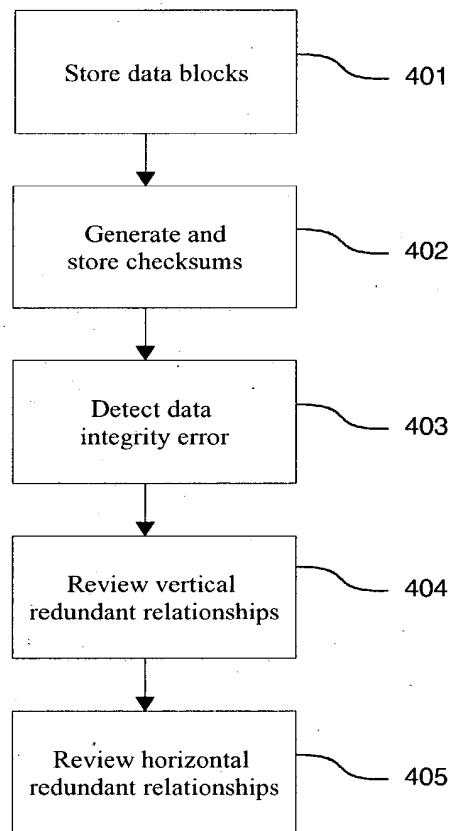 Store data blocks
401
Generate and
store checksums
402
Detect data
integrity error
403
Review vertical
redundant relationships
404
Review horizontal
redundant relationships
405